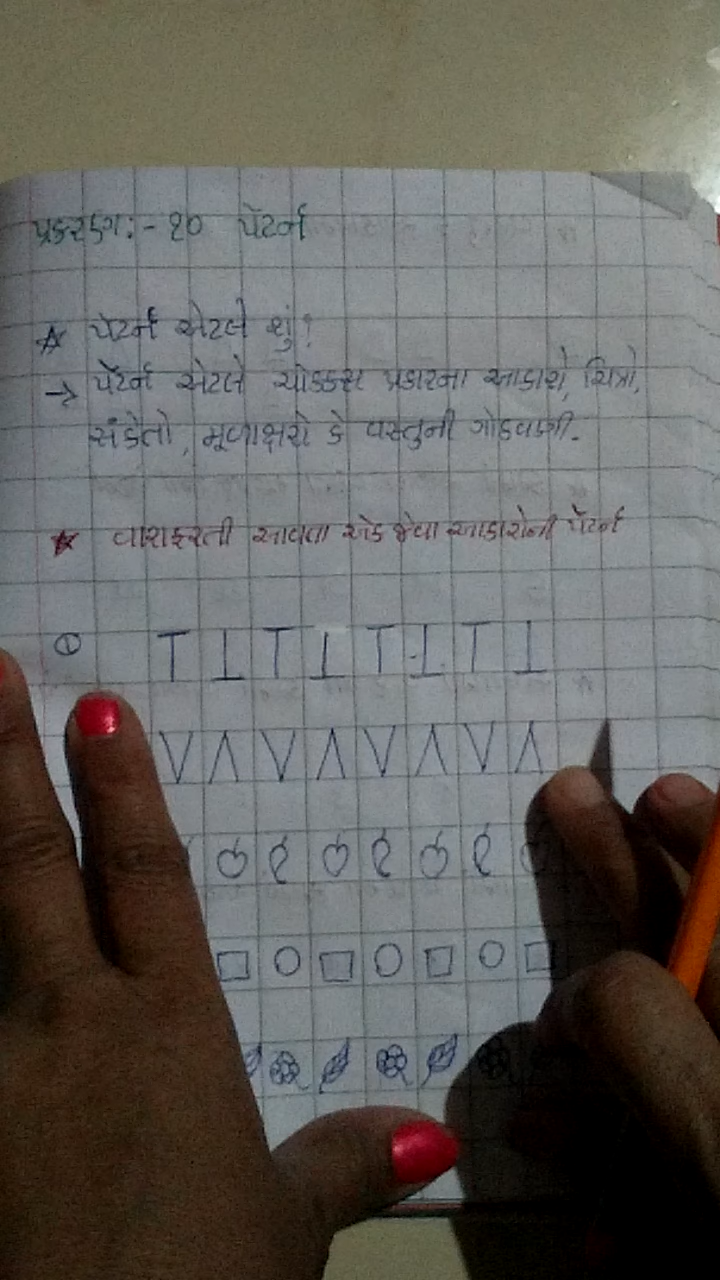 પ્રકરણ:- ૧૦ પેટર્ન
☆ પેટર્ન એટલે શું?
→ પેટર્ન એટલે ચોક્કસ પ્રકારના આકારો, ચિત્રો,
સંકેતો, મૂળાક્ષરો કે વસ્તુની ગોઠવણી.
☆ વારાફરતી આવતા એક જેવા આકારોની પેટર્ન
①